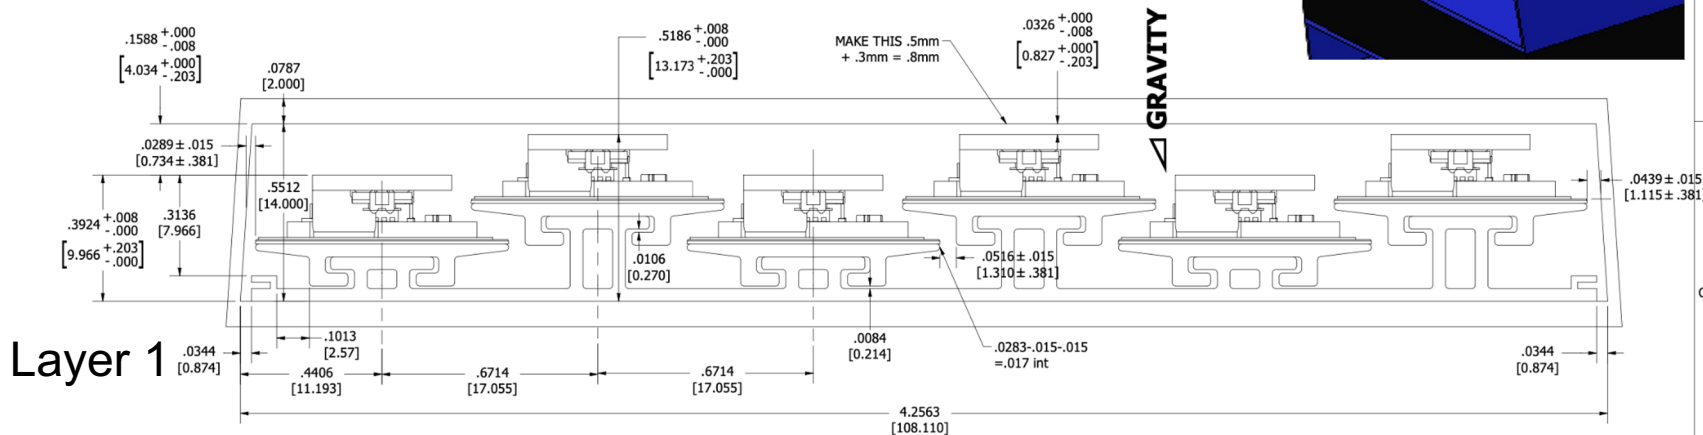 .1588 +.000 -.008
[4.034 +.000 -.203]
.0787
[2.000]
.5186 +.008 -.000
[13.173 +.203 -.000]
MAKE THIS .5mm
+ .3mm = .8mm
.0326 +.000 -.008
[0.827 +.000 -.203]
GRAVITY
.0289 ± .015
[0.734 ± .381]
.5512
[14.000]
.3924 +.008 -.000
[9.966 +.203 -.000]
.3136
[7.966]
.0106
[0.270]
.0516 ± .015
[1.310 ± .381]
.0439 ± .015
[1.115 ± .381]
Layer 1
.0344
[0.874]
.1013
[2.57]
.4406
[11.193]
.6714
[17.055]
.6714
[17.055]
.0084
[0.214]
.0283-.015-.015
=.017 int
.0344
[0.874]
4.2563
[108.110]